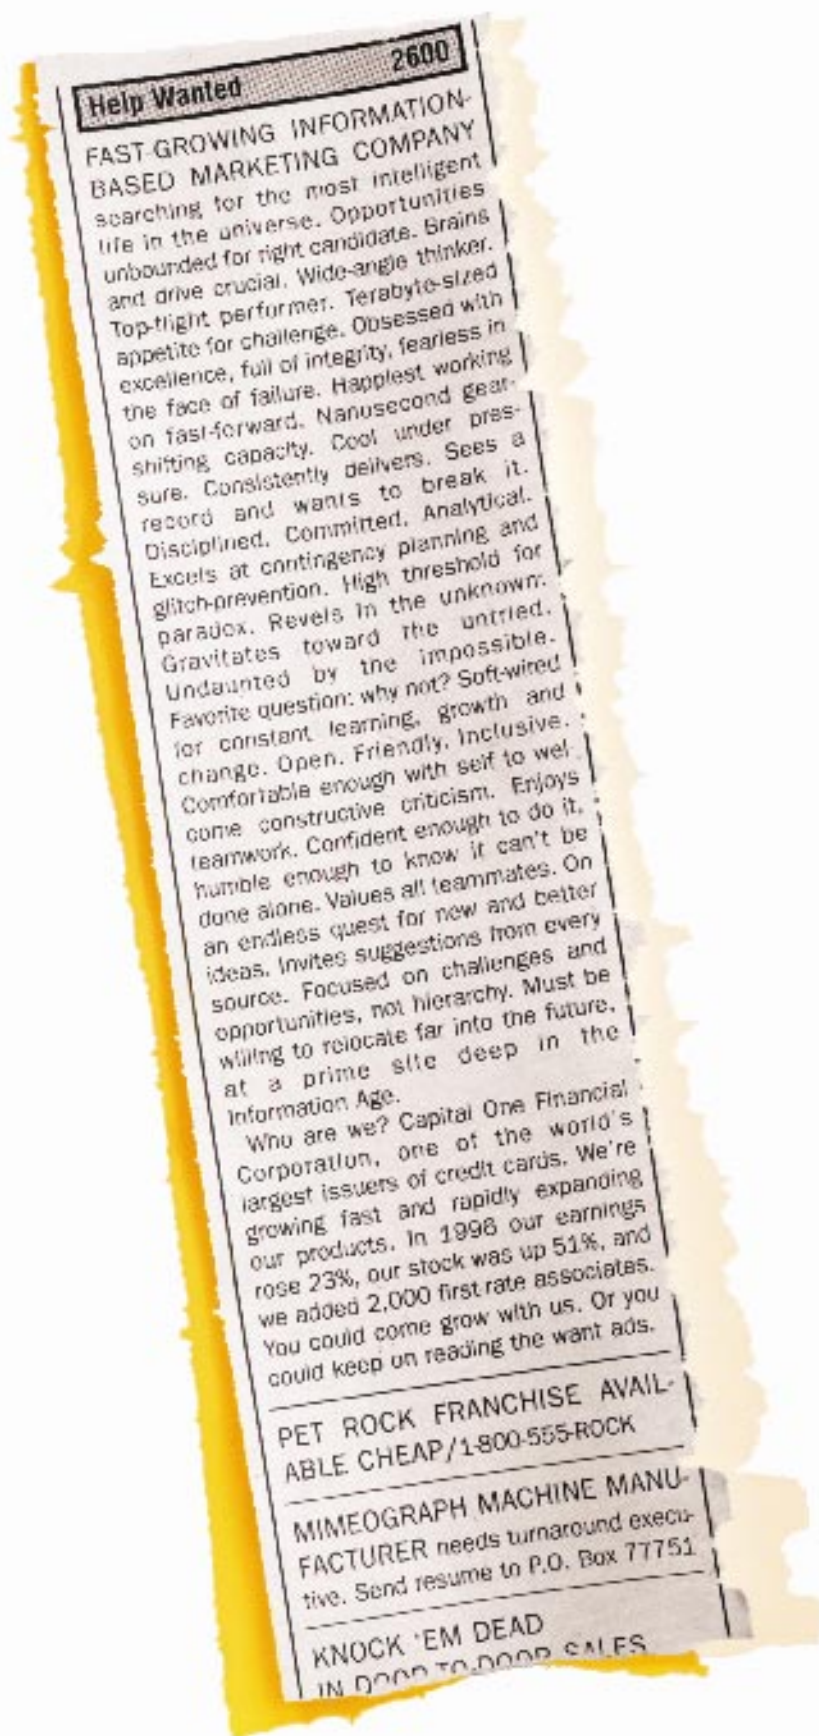 Help Wanted 2600
FAST-GROWING INFORMATION-
BASED MARKETING COMPANY
searching for the most intelligent
life in the universe. Opportunities
unbounded for right candidate. Brains
and drive crucial. Wide-angle thinker.
Top-flight performer. Terabyte-sized
appetite for challenge. Obsessed with
excellence, full of integrity, fearless in
the face of failure. Happiest working
on fast-forward. Nanosecond gear-
shifting capacity. Cool under pres-
sure. Consistently delivers. Sees a
record and wants to break it.
Disciplined. Committed. Analytical.
Excels at contingency planning and
glitch-prevention. High threshold for
paradox. Revels in the unknown.
Gravitates toward the untried.
Undaunted by the impossible.
Favorite question: why not? Soft-wired
for constant learning, growth and
change. Open. Friendly. Inclusive.
Comfortable enough with self to wel-
come constructive criticism. Enjoys
teamwork. Confident enough to do it,
humble enough to know it can't be
done alone. Values all teammates. On
an endless quest for new and better
ideas. Invites suggestions from every
source. Focused on challenges and
opportunities, not hierarchy. Must be
willing to relocate far into the future,
at a prime site deep in the
Information Age.
Who are we? Capital One Financial
Corporation, one of the world's
largest issuers of credit cards. We're
growing fast and rapidly expanding
our products. In 1996 our earnings
rose 23%, our stock was up 51%, and
we added 2,000 first rate associates.
You could come grow with us. Or you
could keep on reading the want ads.
PET ROCK FRANCHISE AVAIL-
ABLE CHEAP/1-800-555-ROCK
MIMEOGRAPH MACHINE MANU-
FACTURER needs turnaround execu-
tive. Send resume to P.O. Box 77751
KNOCK 'EM DEAD
IN DOOR-TO-DOOR SALES